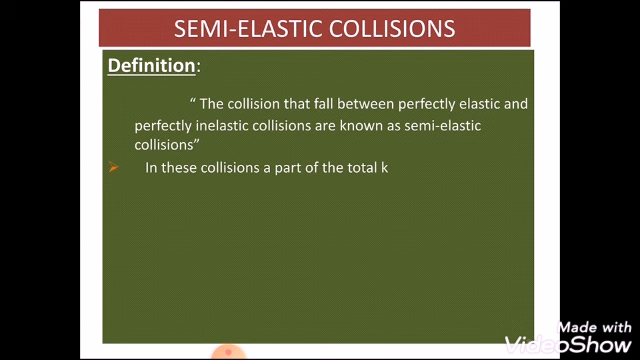 SEMI-ELASTIC COLLISIONS
Definition:
“ The collision that fall between perfectly elastic and
perfectly inelastic collisions are known as semi-elastic
collisions”
In these collisions a part of the total k
Made with
VideoShow